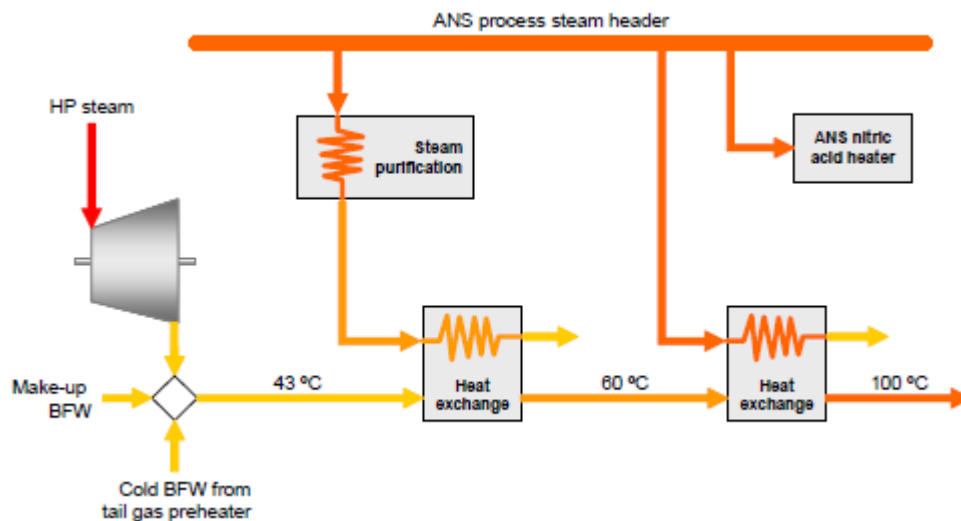 ANS process steam header
HP steam
Steam
purification
ANS nitric
acid heater
Make-up
BFW
43 ºC
Heat
exchange
60 ºC
Heat
exchange
100 ºC
Cold BFW from
tail gas preheater